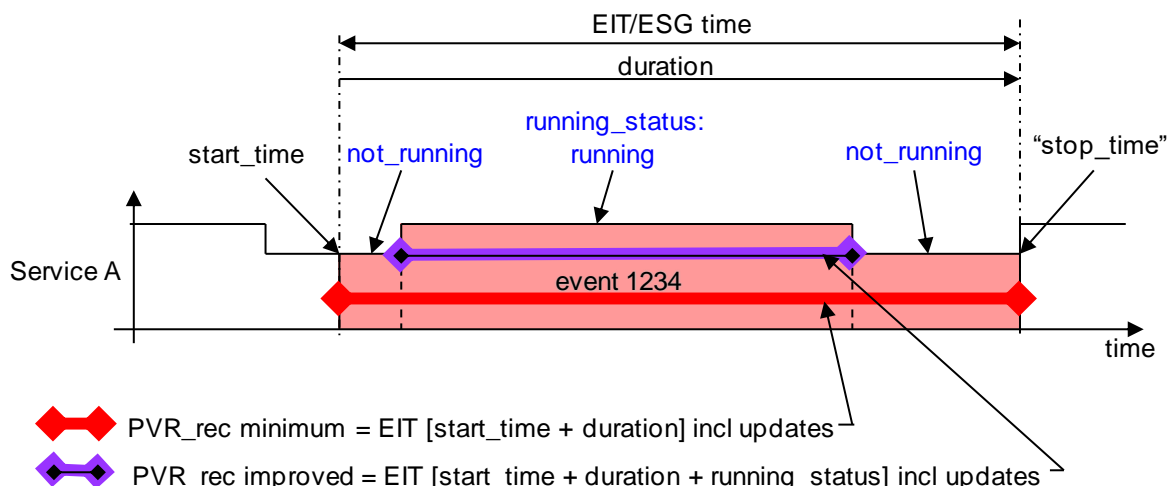 EIT/ESG time
duration
running_status:
running
start_time
not_running
not_running
“stop_time”
Service A
event 1234
time
PVR_rec minimum = EIT [start_time + duration] incl updates
PVR_rec improved = EIT [start_time + duration + running_status] incl updates